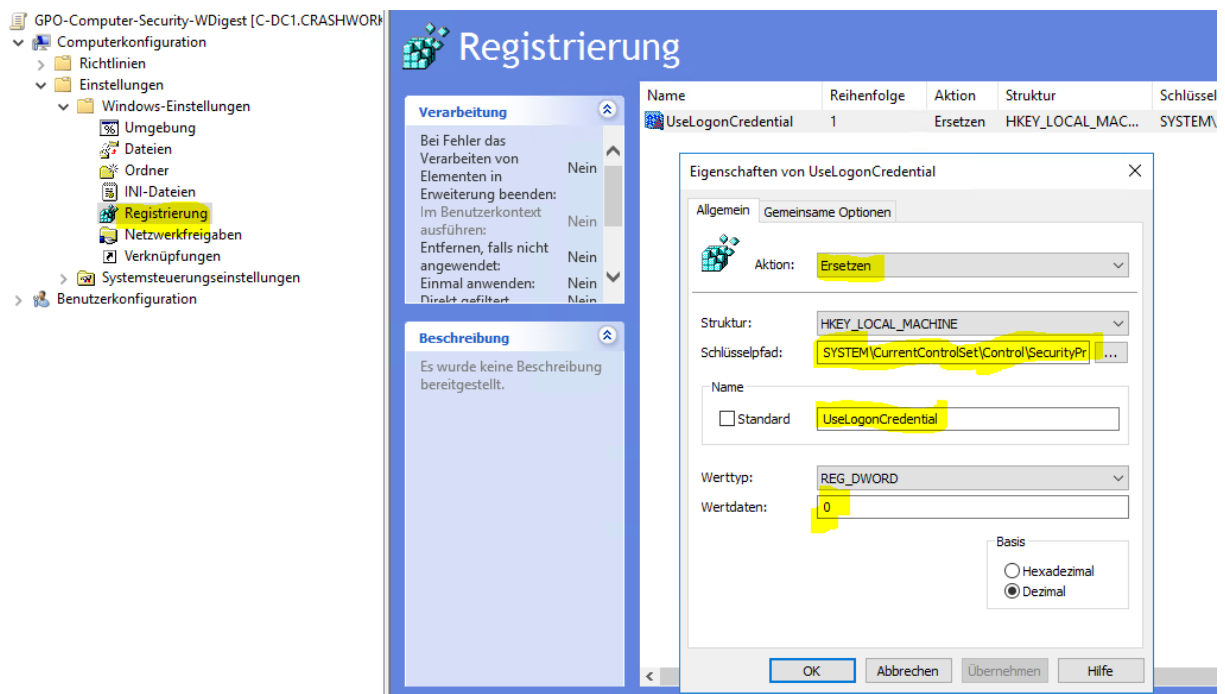 GPO-Computer-Security-WDigest [C-DC1.CRASHWORK
Computerkonfiguration
Richtlinien
Einstellungen
Windows-Einstellungen
Umgebung
Dateien
Ordner
INI-Dateien
Registrierung
Netzwerkfreigaben
Verknüpfungen
Systemsteuerungseinstellungen
Benutzerkonfiguration
Registrierung
Verarbeitung
Bei Fehler das
Verarbeiten von
Elementen in
Erweiterung beenden:
Nein
Im Benutzerkontext
ausführen:
Nein
Entfernen, falls nicht
angewendet:
Nein
Einmal anwenden: Nein
Direkt gefiltert Nein
Beschreibung
Es wurde keine Beschreibung
bereitgestellt.
Name Reihenfolge Aktion Struktur Schlüssel
UseLogonCredential 1 Ersetzen HKEY_LOCAL_MAC... SYSTEM\
Eigenschaften von UseLogonCredential
Allgemein Gemeinsame Optionen
Aktion: Ersetzen
Struktur: HKEY_LOCAL_MACHINE
Schlüsselpfad: SYSTEM\CurrentControlSet\Control\SecurityPr ...
Name
Standard UseLogonCredential
Werttyp: REG_DWORD
Wertdaten: 0
Basis
Hexadezimal
Dezimal
OK Abbrechen Übernehmen Hilfe